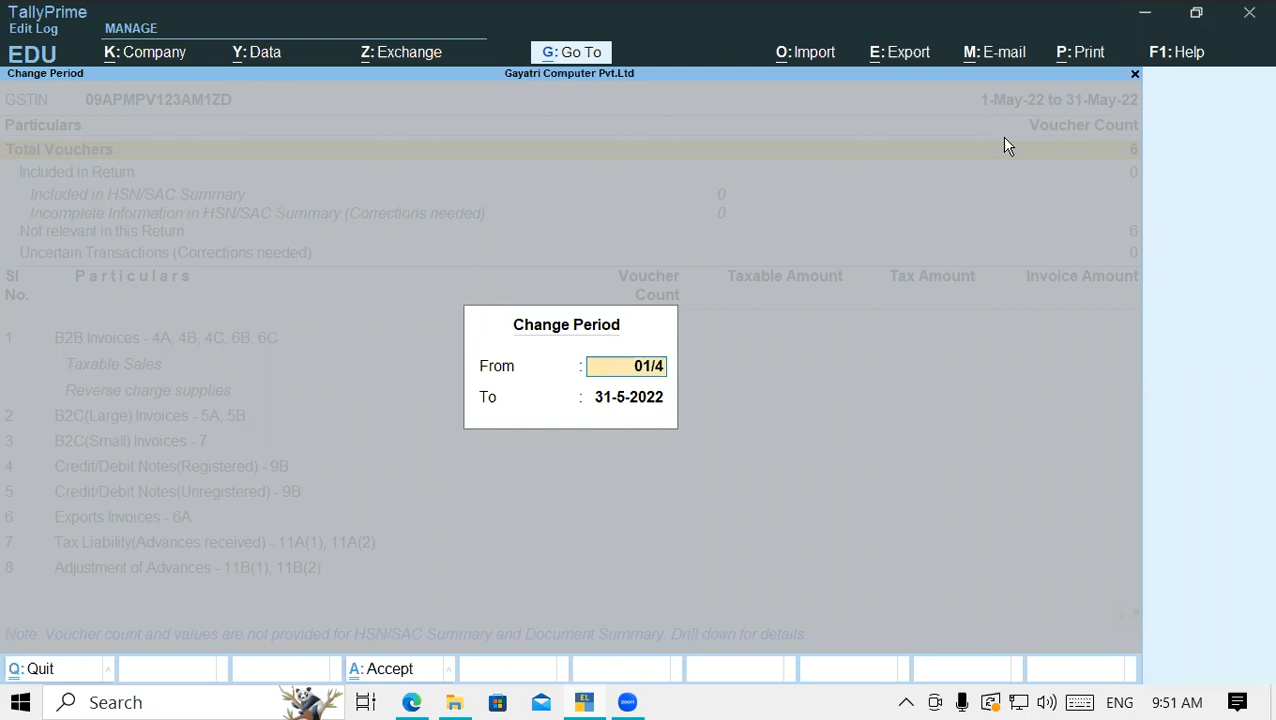 TallyPrime
Edit Log MANAGE
EDU K: Company Y: Data Z: Exchange G: Go To O: Import E: Export M: E-mail P: Print F1: Help
Change Period Gayatri Computer Pvt.Ltd ×
GSTIN : 09APMPV123AM1ZD 1-May-22 to 31-May-22
Particulars Voucher Count
Total Vouchers 6
Included in Return 0
Included in HSN/SAC Summary 0
Incomplete Information in HSN/SAC Summary (Corrections needed) 0
Not relevant in this Return 6
Uncertain Transactions (Corrections needed) 0
Sl Particulars Voucher Taxable Amount Tax Amount Invoice Amount
No. Count
Change Period
From : 01/4
To : 31-5-2022
1 B2B Invoices - 4A, 4B, 4C, 6B, 6C
Taxable Sales
Reverse charge supplies
2 B2C(Large) Invoices - 5A, 5B
3 B2C(Small) Invoices - 7
4 Credit/Debit Notes(Registered) - 9B
5 Credit/Debit Notes(Unregistered) - 9B
6 Exports Invoices - 6A
7 Tax Liability(Advances received) - 11A(1), 11A(2)
8 Adjustment of Advances - 11B(1), 11B(2)
Note: Voucher count and values are not provided for HSN/SAC Summary and Document Summary. Drill down for details.
Q: Quit A: Accept
Search zoom ENG 9:51 AM